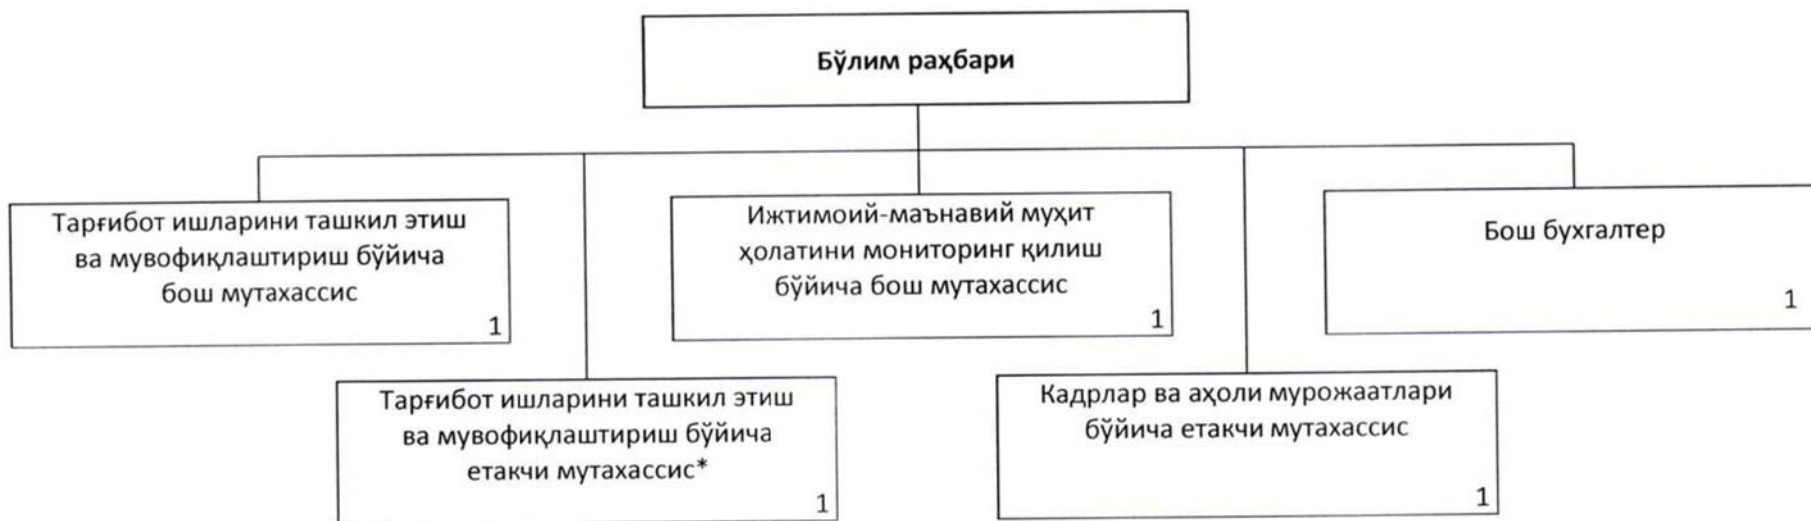 Бўлим раҳбари
Тарғибот ишларини ташкил этиш
ва мувофиқлаштириш бўйича
бош мутахассис
1
Ижтимоий-маънавий муҳит
ҳолатини мониторинг қилиш
бўйича бош мутахассис
1
Бош бухгалтер
1
Тарғибот ишларини ташкил этиш
ва мувофиқлаштириш бўйича
етакчи мутахассис*
1
Кадрлар ва аҳоли мурожаатлари
бўйича етакчи мутахассис
1